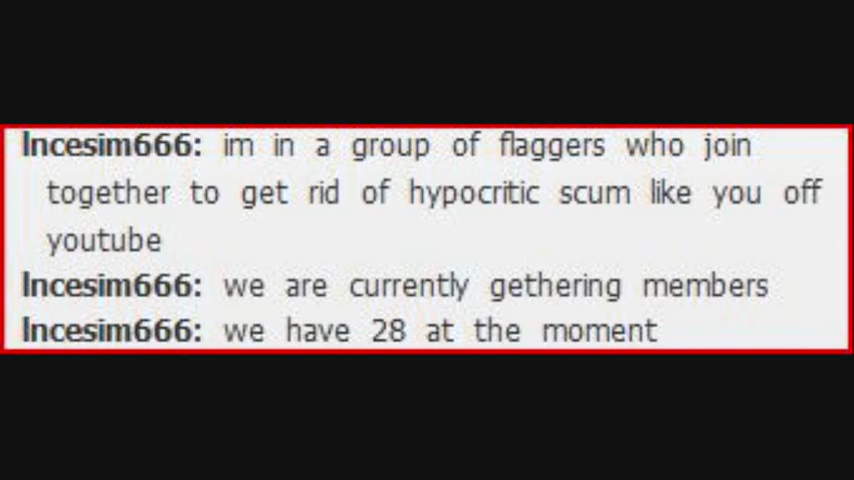 Incesim666: im in a group of flaggers who join
together to get rid of hypocritic scum like you off
youtube
Incesim666: we are currently gethering members
Incesim666: we have 28 at the moment